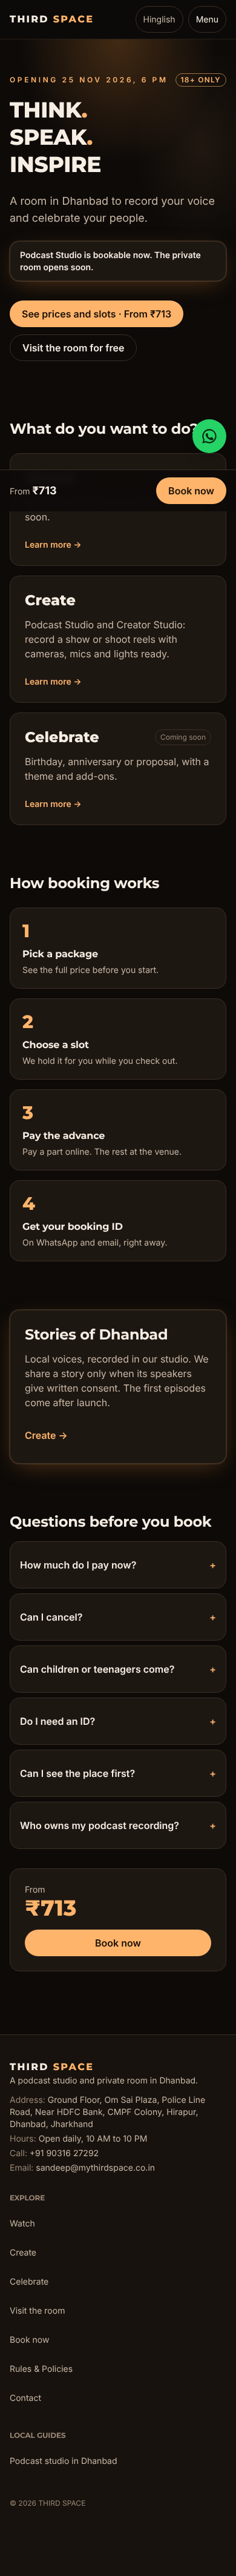 THIRD SPACE
Hinglish
Menu
OPENING 25 NOV 2026, 6 PM
18+ ONLY
THINK.
SPEAK.
INSPIRE
A room in Dhanbad to record your voice
and celebrate your people.
Podcast Studio is bookable now. The private
room opens soon.
See prices and slots · From ₹713
Visit the room for free
What do you want to do?
From ₹713
Book now
soon.
Learn more →
Create
Podcast Studio and Creator Studio:
record a show or shoot reels with
cameras, mics and lights ready.
Learn more →
Celebrate
Coming soon
Birthday, anniversary or proposal, with a
theme and add-ons.
Learn more →
How booking works
1
Pick a package
See the full price before you start.
2
Choose a slot
We hold it for you while you check out.
3
Pay the advance
Pay a part online. The rest at the venue.
4
Get your booking ID
On WhatsApp and email, right away.
Stories of Dhanbad
Local voices, recorded in our studio. We
share a story only when its speakers
give written consent. The first episodes
come after launch.
Create →
Questions before you book
How much do I pay now? +
Can I cancel? +
Can children or teenagers come? +
Do I need an ID? +
Can I see the place first? +
Who owns my podcast recording? +
From
₹713
Book now
THIRD SPACE
A podcast studio and private room in Dhanbad.
Address: Ground Floor, Om Sai Plaza, Police Line
Road, Near HDFC Bank, CMPF Colony, Hirapur,
Dhanbad, Jharkhand
Hours: Open daily, 10 AM to 10 PM
Call: +91 90316 27292
Email: sandeep@mythirdspace.co.in
EXPLORE
Watch
Create
Celebrate
Visit the room
Book now
Rules & Policies
Contact
LOCAL GUIDES
Podcast studio in Dhanbad
© 2026 THIRD SPACE